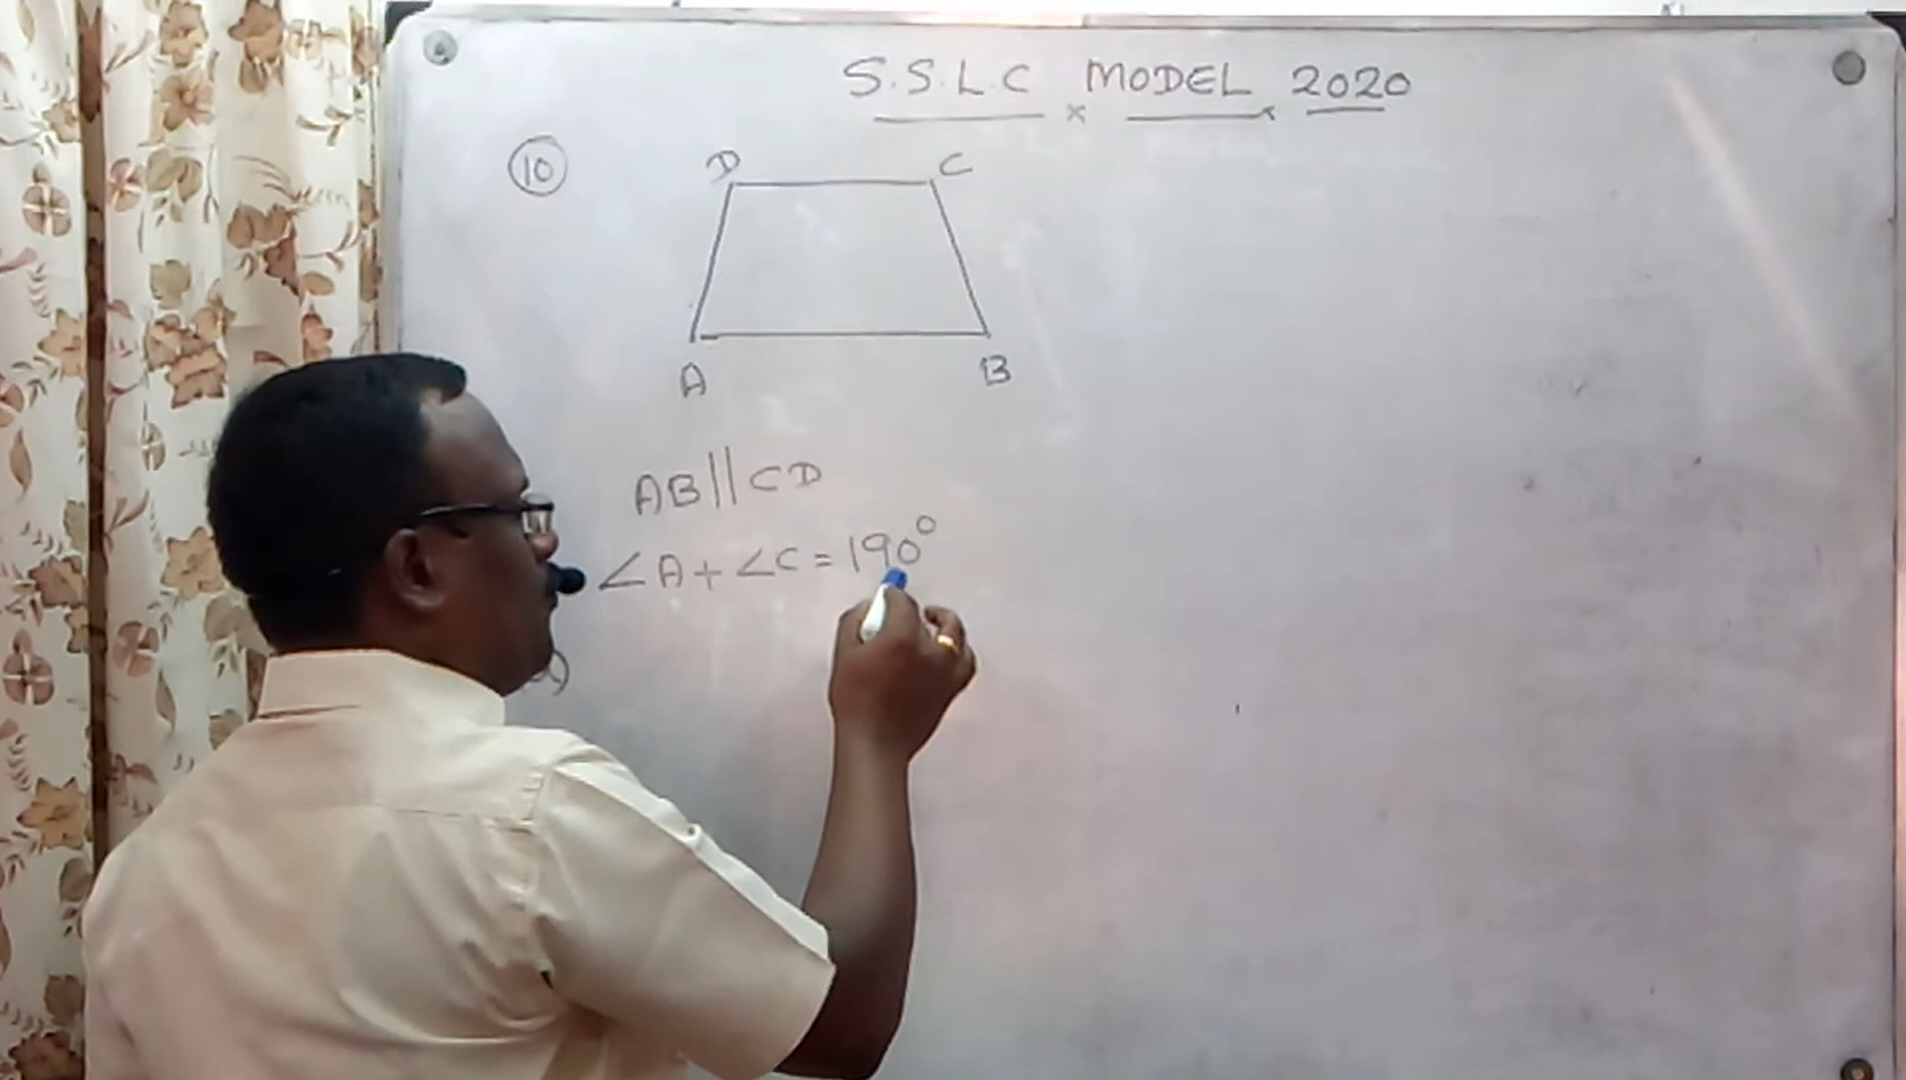 S.S.L.C MODEL 2020
10
D C
A B
AB||CD
∠A+∠C=190°